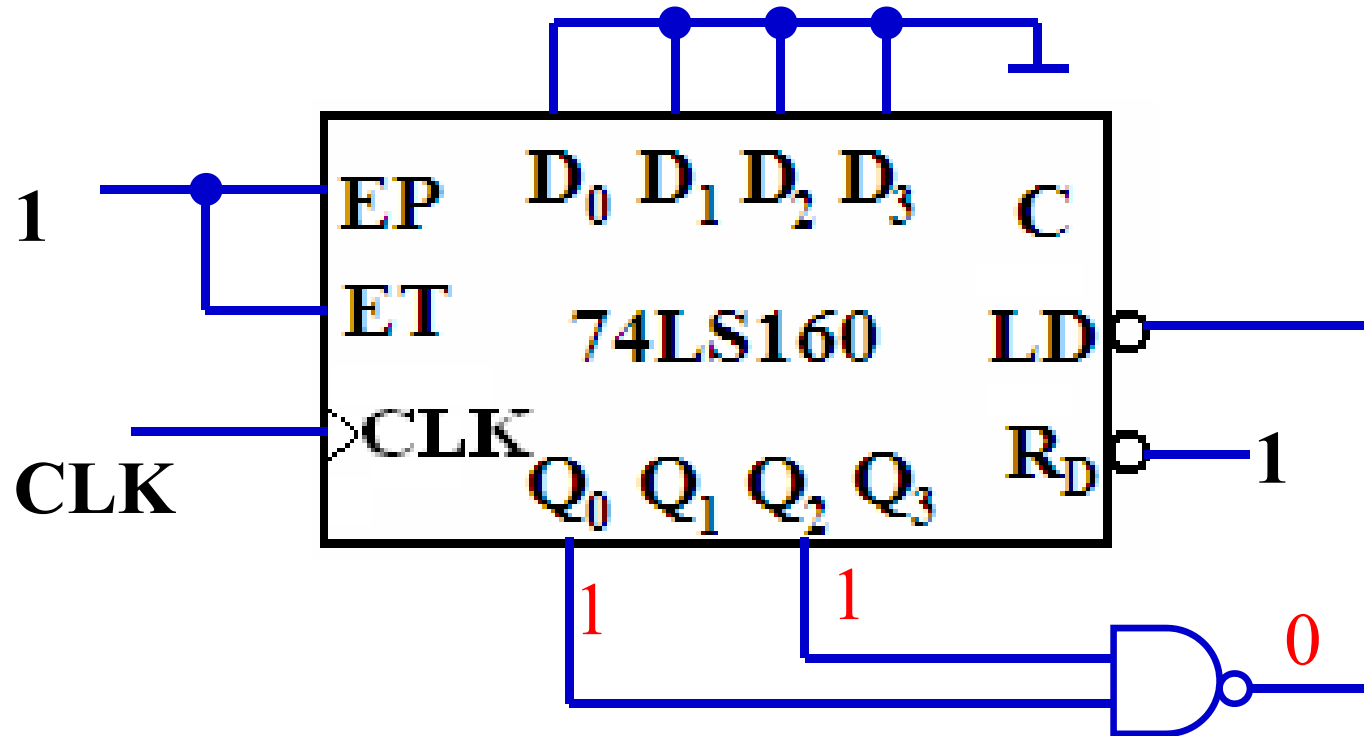 D₀ D₁ D₂ D₃
1 EP C
ET 74LS160 LD
CLK CLK R_D 1
Q₀ Q₁ Q₂ Q₃
1 1 0